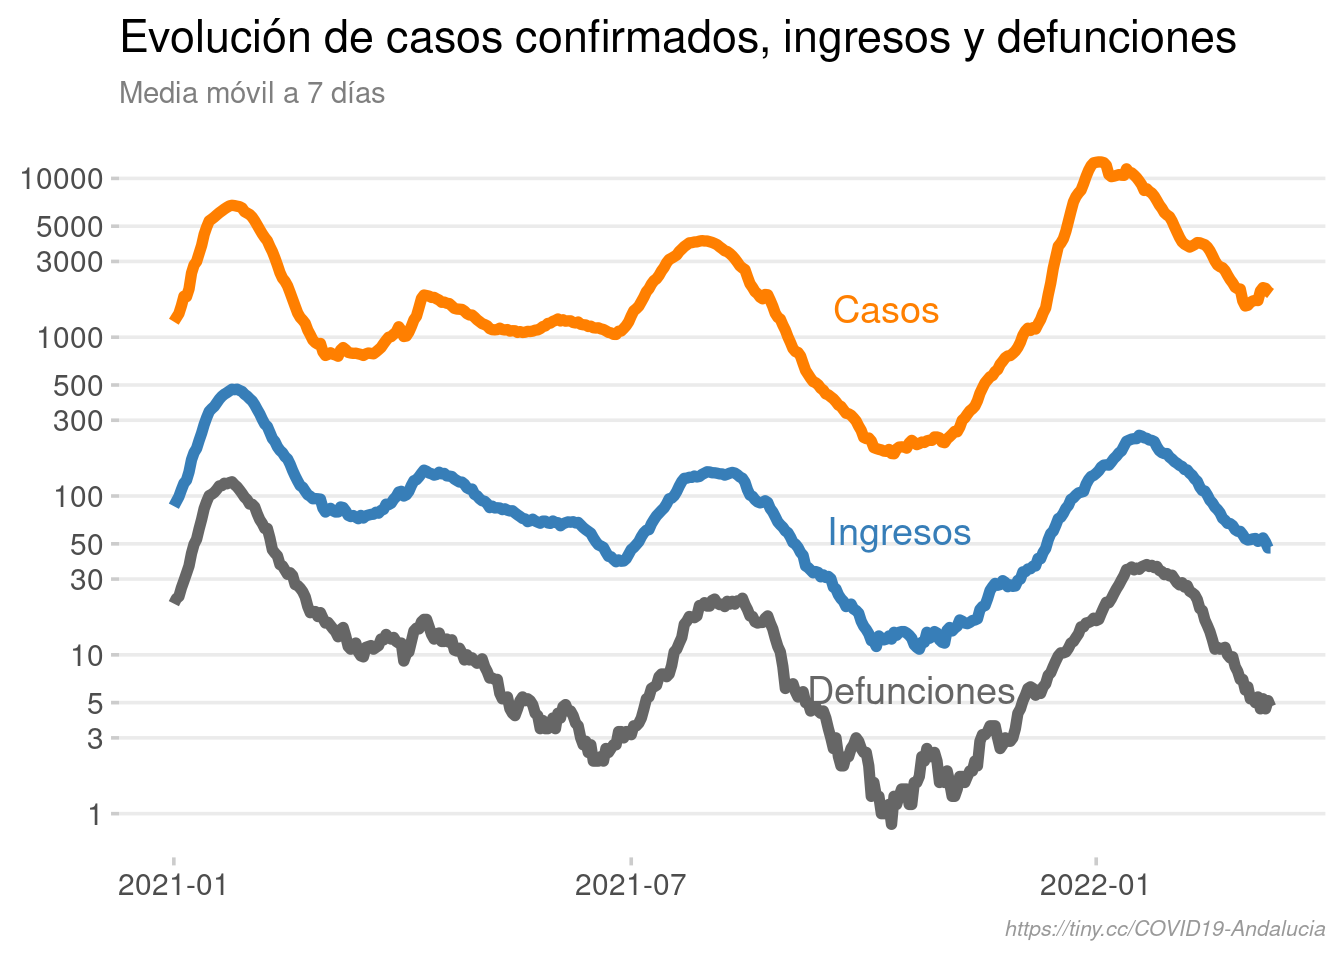 Evolución de casos confirmados, ingresos y defunciones
Media móvil a 7 días
10000
5000
3000
1000
500
300
100
50
30
10
5
3
1
Casos
Ingresos
Defunciones
2021-01
2021-07
2022-01
https://tiny.cc/COVID19-Andalucia